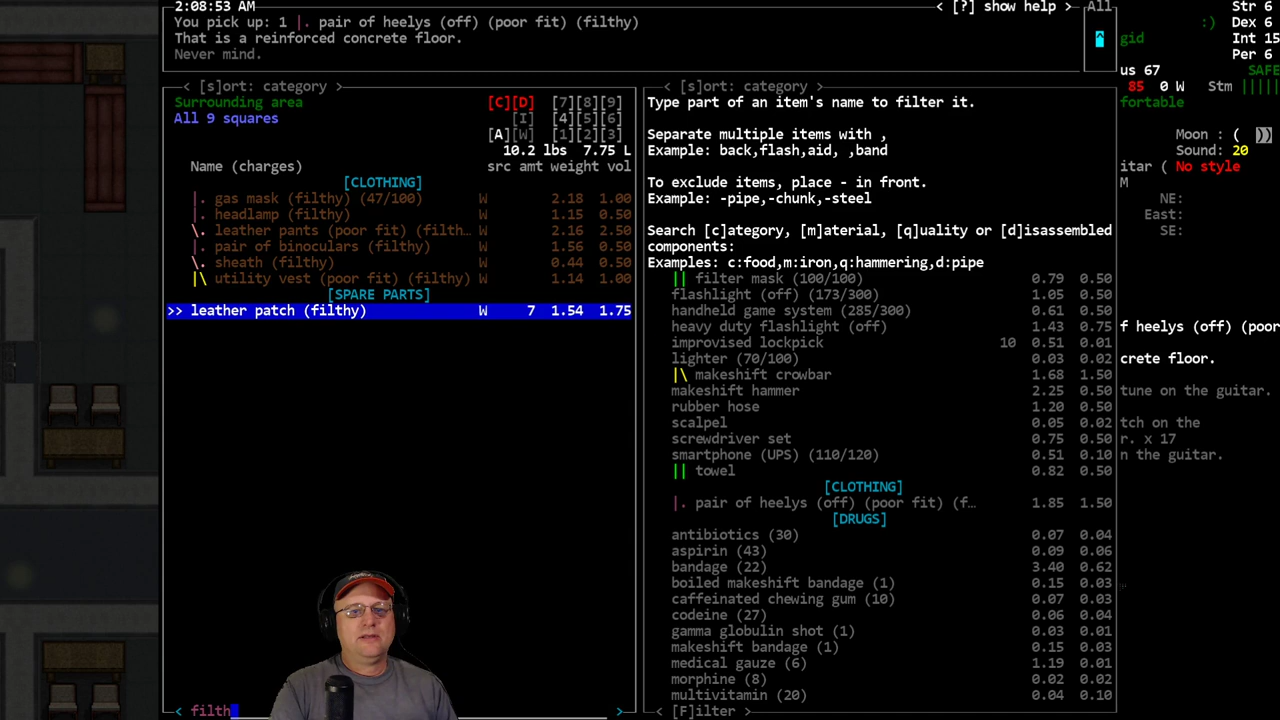 2:08:53 AM
< [?] show help >
All
You pick up: 1 |. pair of heelys (off) (poor fit) (filthy)
That is a reinforced concrete floor.
Never mind.
:)
gid
Str 6
Dex 6
Int 15
Per 6
us 67
SAFE
85 0 W Stm |||||
fortable
Moon : ( ))
Sound: 20
itar ( No style
M
NE:
East:
SE:
f heelys (off) (poor
crete floor.
tune on the guitar.
tch on the
r. x 17
n the guitar.
< [s]ort: category >
Surrounding area
All 9 squares
[C][D] [7][8][9]
[I] [4][5][6]
[A][W] [1][2][3]
10.2 lbs 7.75 L
Name (charges) src amt weight vol
[CLOTHING]
|. gas mask (filthy) (47/100) W 2.18 1.00
|. headlamp (filthy) W 1.15 0.50
\. leather pants (poor fit) (filth… W 2.16 2.50
|. pair of binoculars (filthy) W 1.56 0.50
\. sheath (filthy) W 0.44 0.50
|\ utility vest (poor fit) (filthy) W 1.14 1.00
[SPARE PARTS]
>> leather patch (filthy) W 7 1.54 1.75
< filth >
< [s]ort: category >
Type part of an item's name to filter it.
Separate multiple items with ,
Example: back,flash,aid, ,band
To exclude items, place - in front.
Example: -pipe,-chunk,-steel
Search [c]ategory, [m]aterial, [q]uality or [d]isassembled
components:
Examples: c:food,m:iron,q:hammering,d:pipe
|| filter mask (100/100) 0.79 0.50
flashlight (off) (173/300) 1.05 0.50
handheld game system (285/300) 0.61 0.50
heavy duty flashlight (off) 1.43 0.75
improvised lockpick 10 0.51 0.01
lighter (70/100) 0.03 0.02
|\ makeshift crowbar 1.68 1.50
makeshift hammer 2.25 0.50
rubber hose 1.20 0.50
scalpel 0.05 0.02
screwdriver set 0.75 0.50
smartphone (UPS) (110/120) 0.51 0.10
|| towel 0.82 0.50
[CLOTHING]
|. pair of heelys (off) (poor fit) (f… 1.85 1.50
[DRUGS]
antibiotics (30) 0.07 0.04
aspirin (43) 0.09 0.06
bandage (22) 3.40 0.62
boiled makeshift bandage (1) 0.15 0.03
caffeinated chewing gum (10) 0.07 0.03
codeine (27) 0.06 0.04
gamma globulin shot (1) 0.03 0.01
makeshift bandage (1) 0.15 0.03
medical gauze (6) 1.19 0.01
morphine (8) 0.02 0.02
multivitamin (20) 0.04 0.10
< [F]ilter >